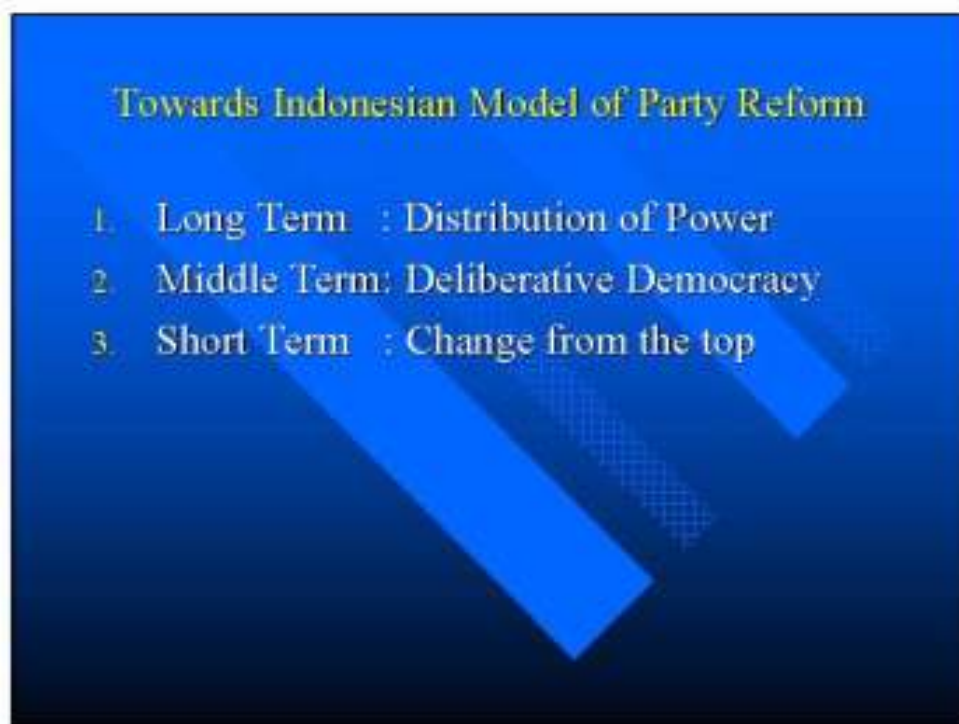 Towards Indonesian Model of Party Reform
1. Long Term : Distribution of Power
2. Middle Term: Deliberative Democracy
3. Short Term : Change from the top